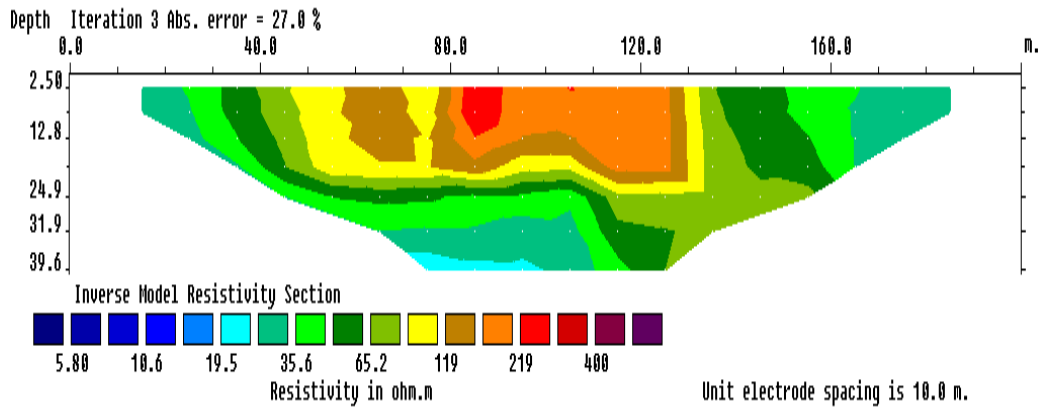 Depth Iteration 3 Abs. error = 27.0 %
0.0 40.0 80.0 120.0 160.0 m.
2.50
12.8
24.9
31.9
39.6
Inverse Model Resistivity Section
5.80 10.6 19.5 35.6 65.2 119 219 400
Resistivity in ohm.m Unit electrode spacing is 10.0 m.